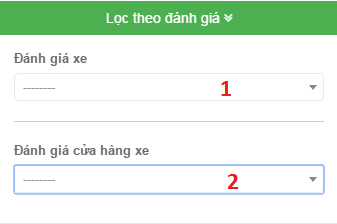 Lọc theo đánh giá
Đánh giá xe
--------- 1
Đánh giá cửa hàng xe
--------- 2